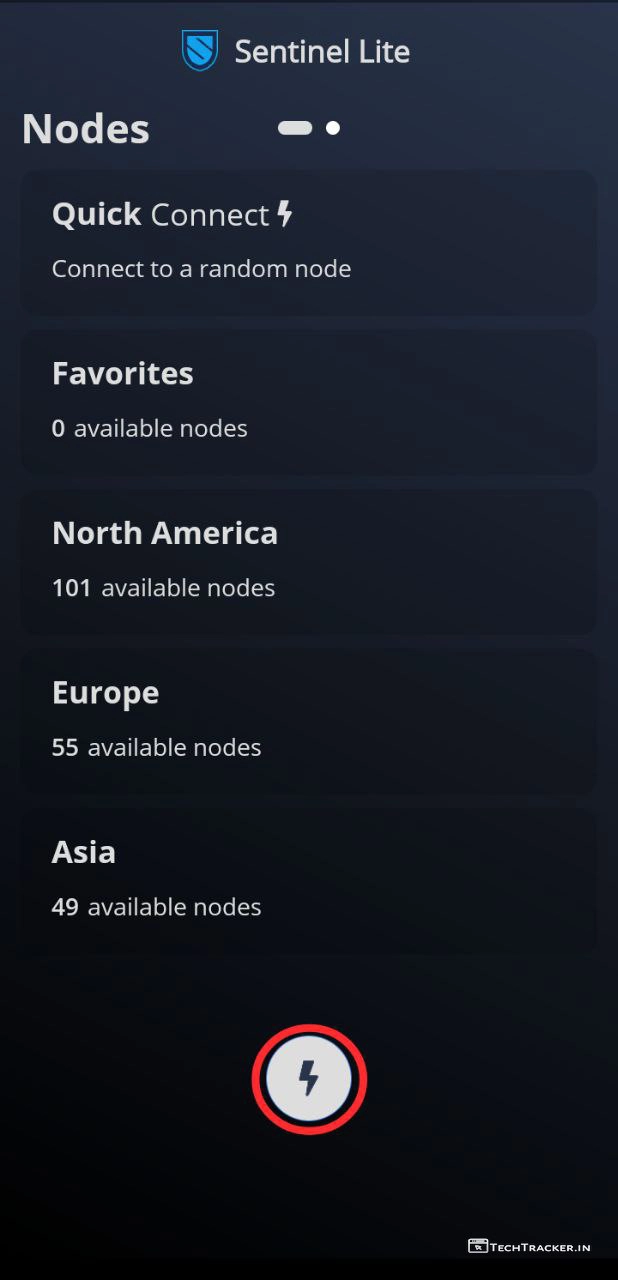 Sentinel Lite
Nodes
Quick Connect
Connect to a random node
Favorites
0 available nodes
North America
101 available nodes
Europe
55 available nodes
Asia
49 available nodes
TECHTRACKER.IN